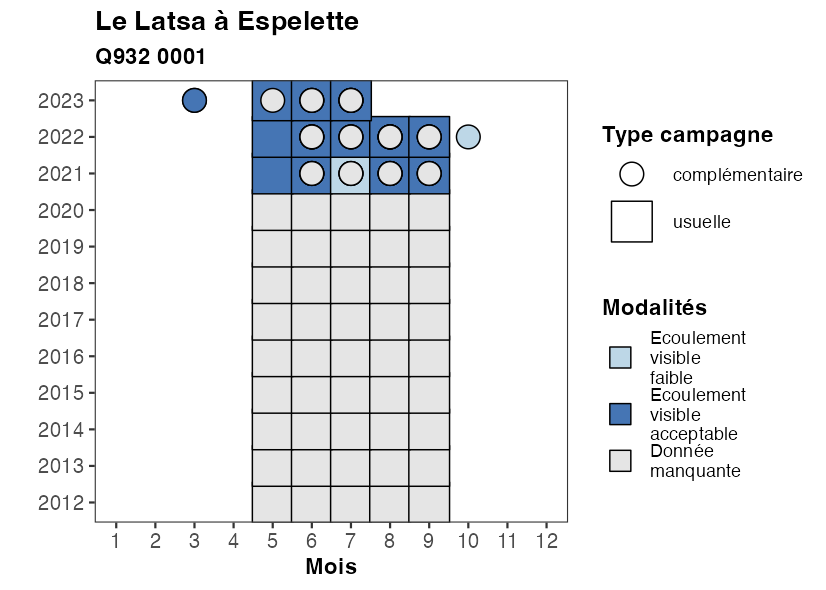 Le Latsa à Espelette
Q932 0001
2023
2022
2021
2020
2019
2018
2017
2016
2015
2014
2013
2012
1 2 3 4 5 6 7 8 9 10 11 12
Mois
Type campagne
complémentaire
usuelle
Modalités
Ecoulement
visible
faible
Ecoulement
visible
acceptable
Donnée
manquante